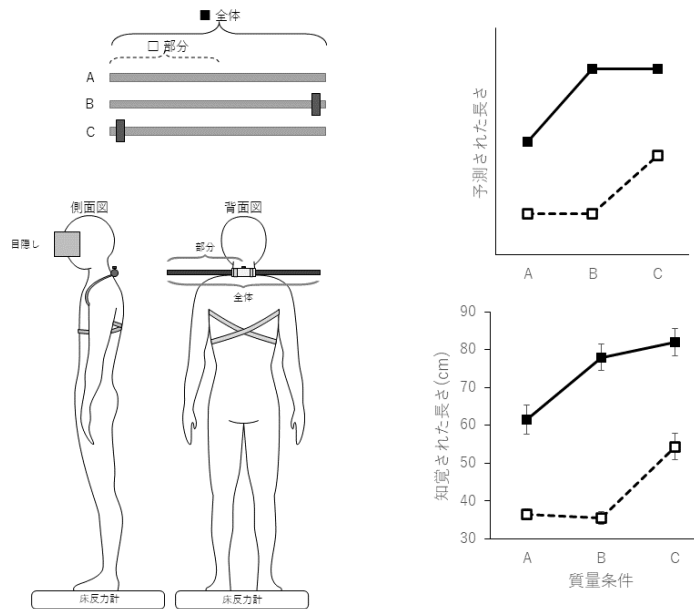 ■ 全体
□ 部分
A
B
C
側面図
背面図
目隠し
部分
全体
床反力計
床反力計
予測された長さ
A
B
C
知覚された長さ(cm)
90
80
70
60
50
40
30
A
B
C
質量条件